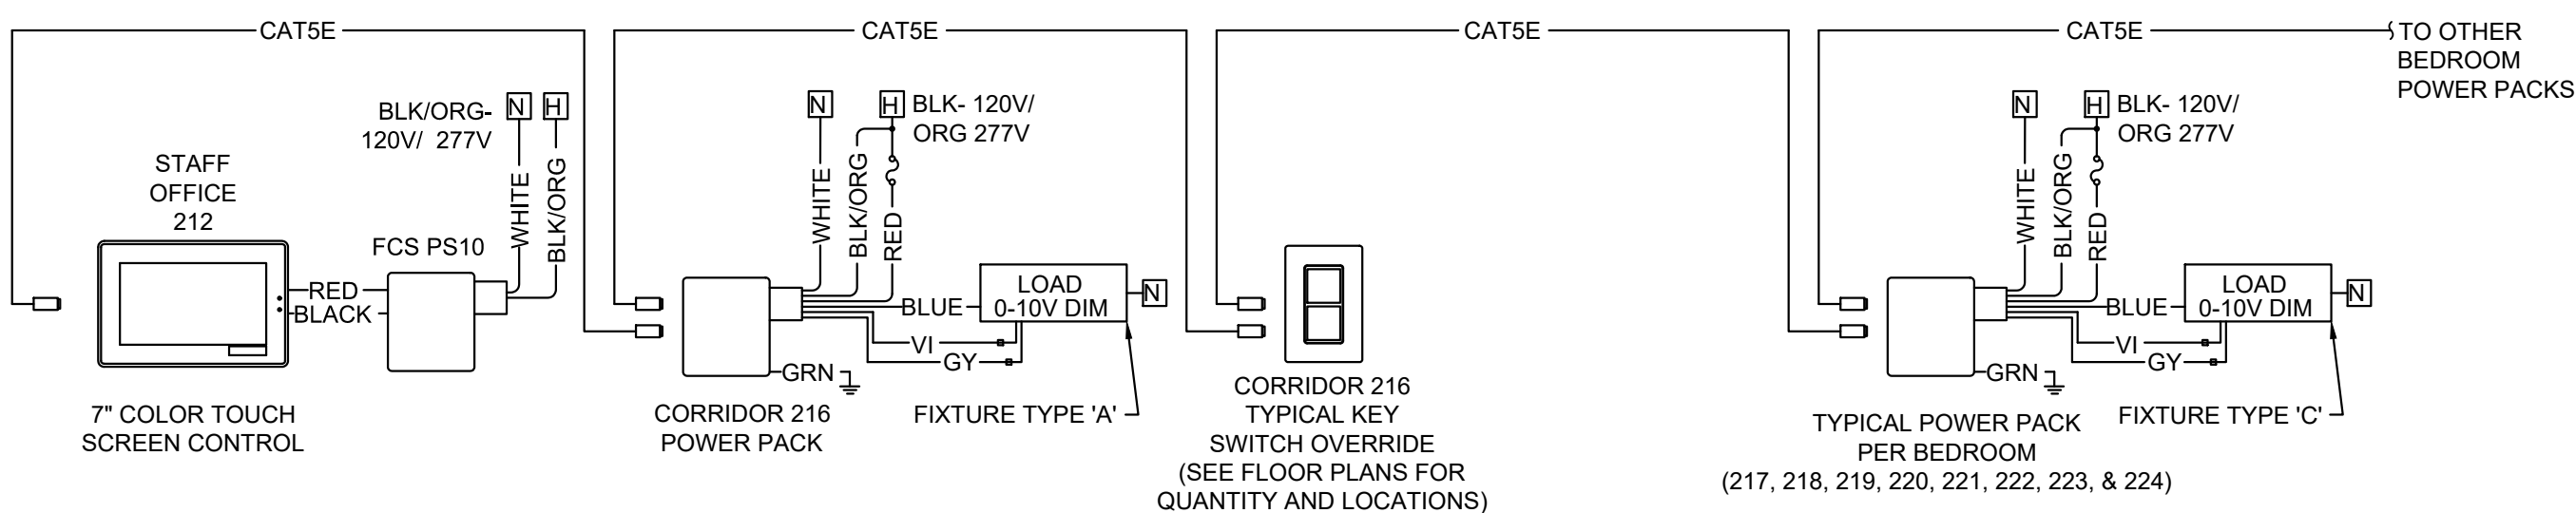 CAT5E
CAT5E
CAT5E
CAT5E
TO OTHER
BEDROOM
POWER PACKS
BLK/ORG-
120V/ 277V
N
H
WHITE
BLK/ORG
STAFF
OFFICE
212
FCS PS10
RED
BLACK
7" COLOR TOUCH
SCREEN CONTROL
N
H
BLK- 120V/
ORG 277V
WHITE
BLK/ORG
RED
BLUE
LOAD
0-10V DIM
N
VI
GY
GRN
CORRIDOR 216
POWER PACK
FIXTURE TYPE 'A'
CORRIDOR 216
TYPICAL KEY
SWITCH OVERRIDE
(SEE FLOOR PLANS FOR
QUANTITY AND LOCATIONS)
N
H
BLK- 120V/
ORG 277V
WHITE
BLK/ORG
RED
BLUE
LOAD
0-10V DIM
N
VI
GY
GRN
TYPICAL POWER PACK
PER BEDROOM
(217, 218, 219, 220, 221, 222, 223, & 224)
FIXTURE TYPE 'C'